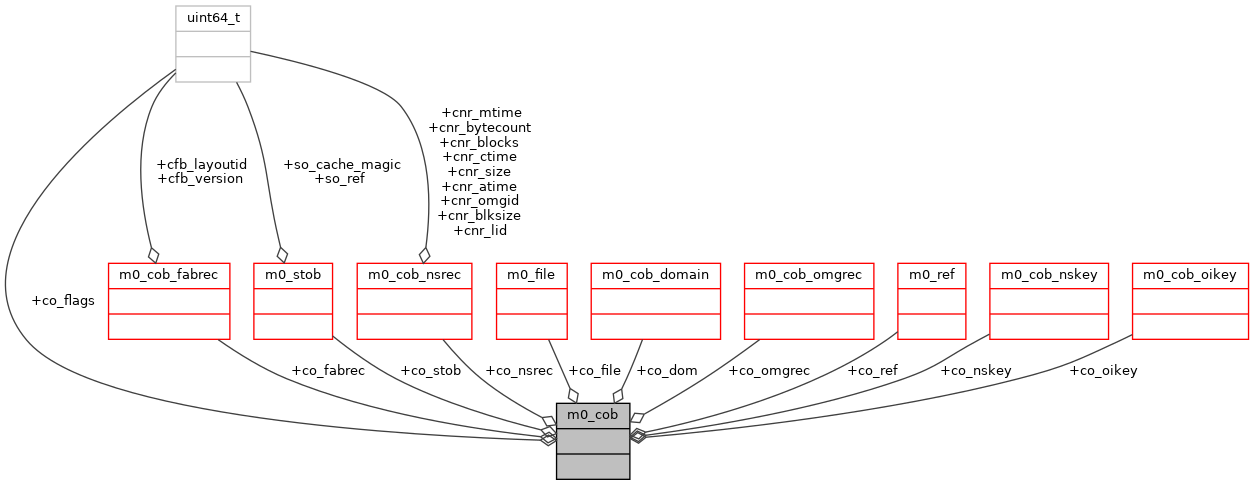 uint64_t
+cnr_mtime
+cnr_bytecount
+cnr_blocks
+cnr_ctime
+cnr_size
+cnr_atime
+cnr_omgid
+cnr_blksize
+cnr_lid
+cfb_layoutid
+cfb_version
+so_cache_magic
+so_ref
m0_cob_fabrec
m0_stob
m0_cob_nsrec
m0_file
m0_cob_domain
m0_cob_omgrec
m0_ref
m0_cob_nskey
m0_cob_oikey
+co_flags
+co_fabrec
+co_stob
+co_nsrec
+co_file
+co_dom
+co_omgrec
+co_ref
+co_nskey
+co_oikey
m0_cob